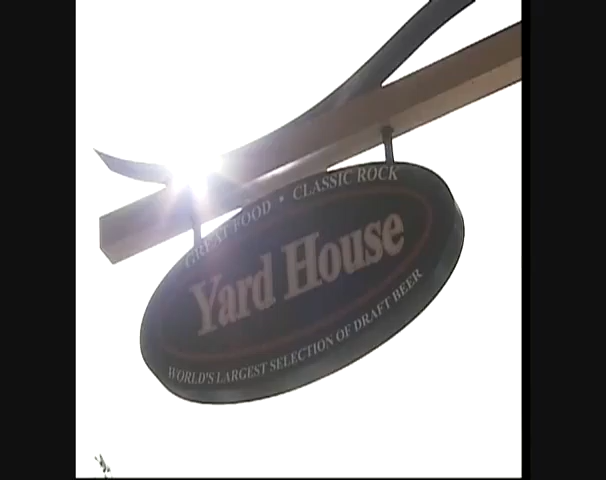 GREAT FOOD • CLASSIC ROCK
Yard House
WORLD'S LARGEST SELECTION OF DRAFT BEER